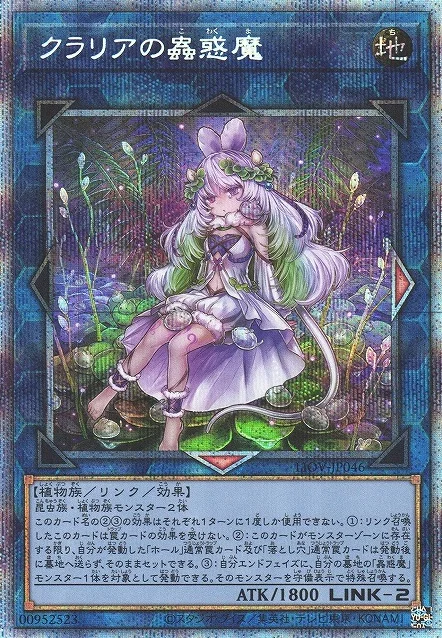 クラリアの蟲惑魔
地
LIOV-JP046
【植物族／リンク／効果】
昆虫族・植物族モンスター２体
このカード名の②③の効果はそれぞれ１ターンに１度しか使用できない。①：リンク召喚
したこのカードは罠カードの効果を受けない。②：このカードがモンスターゾーンに存在
する限り、自分が発動した「ホール」通常罠カード及び「落とし穴」通常罠カードは発動後
に墓地へ送らず、そのままセットできる。③：自分エンドフェイズに、自分の墓地の「蟲惑魔」
モンスター１体を対象として発動できる。そのモンスターを守備表示で特殊召喚する。
ATK/1800 LINK-2
00952523 ©スタジオ・ダイス／集英社・テレビ東京・KONAMI